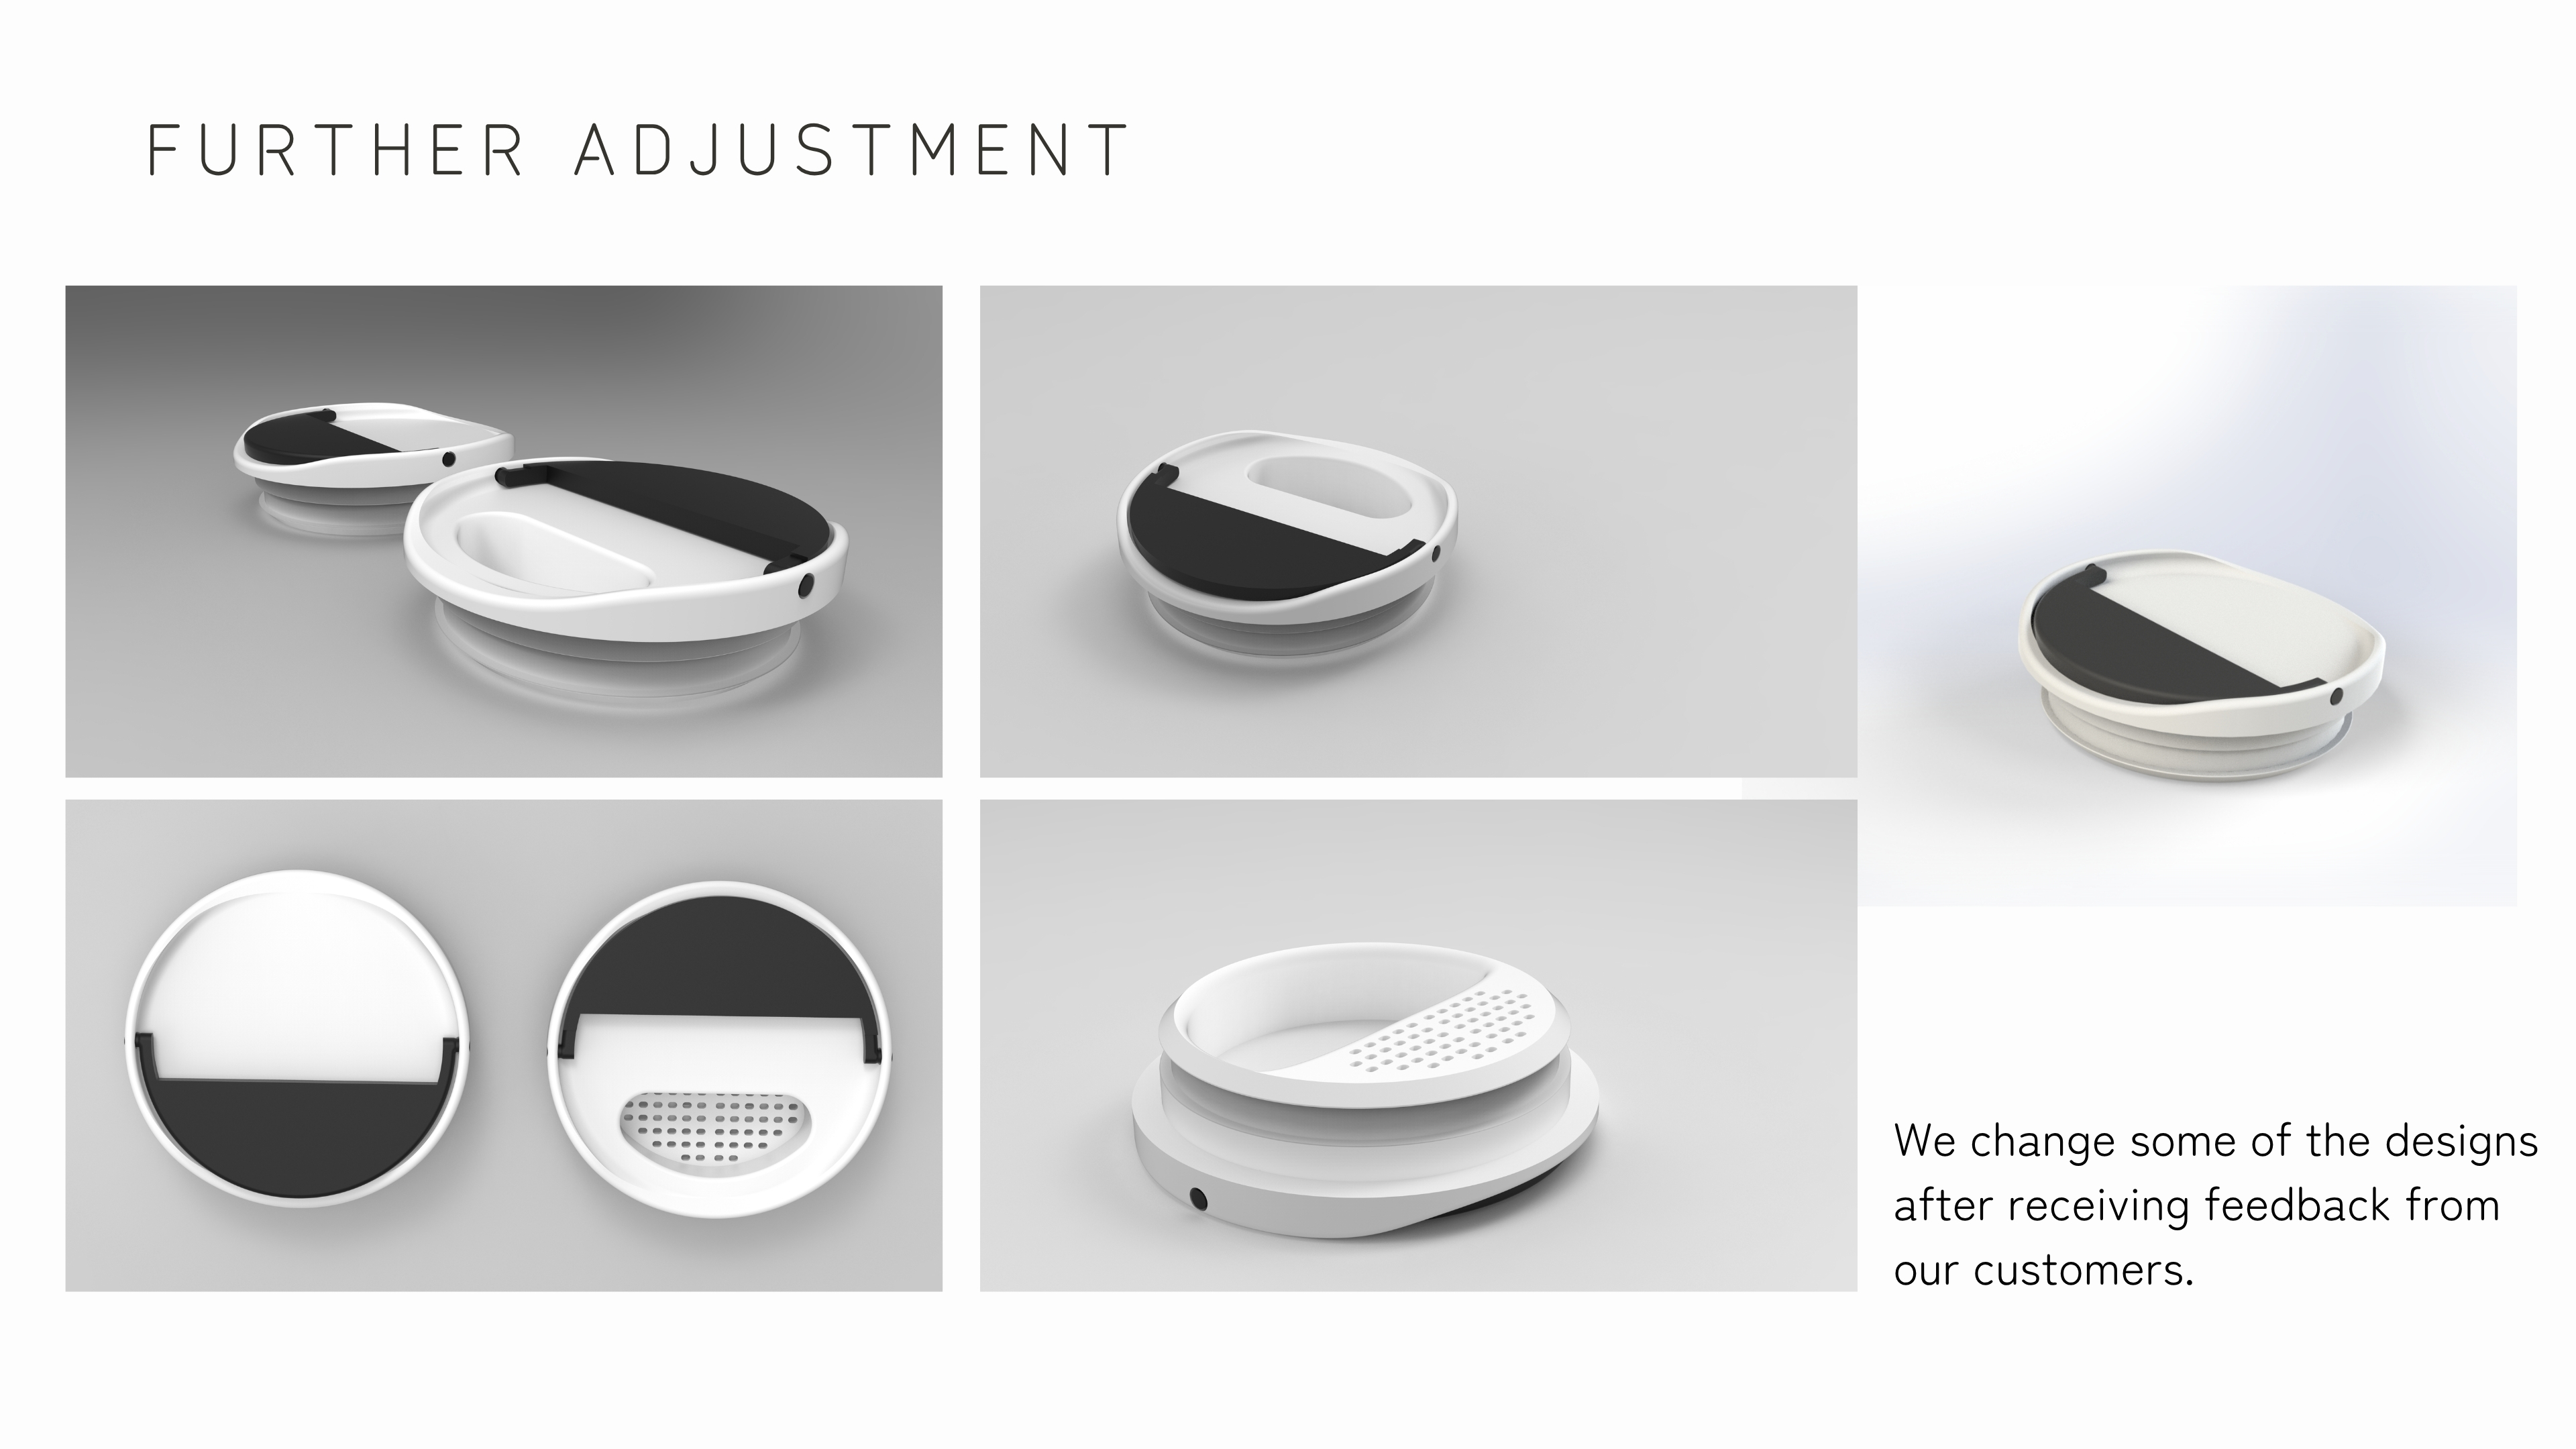 FURTHER ADJUSTMENT
We change some of the designs
after receiving feedback from
our customers.